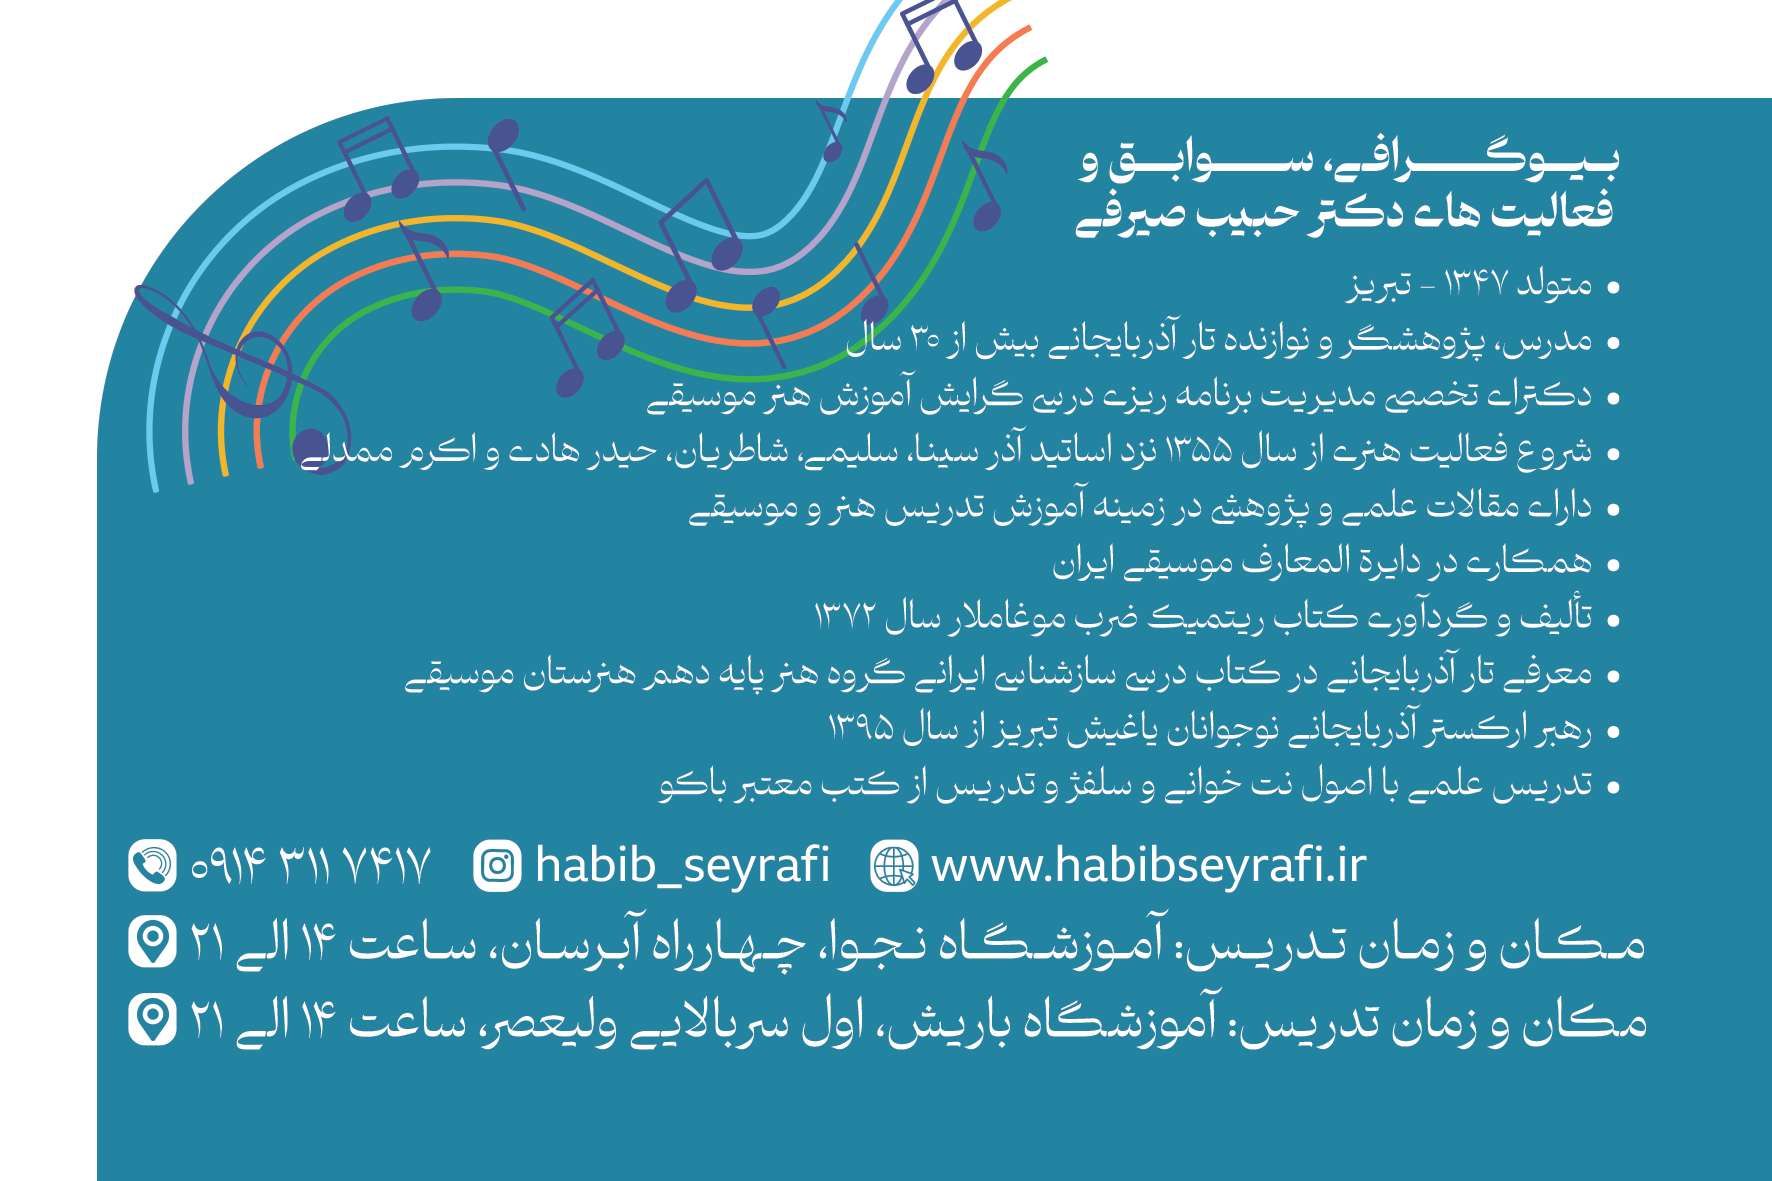 بیوگرافی، سوابق و
فعالیت های دکتر حبیب صیرفی
• متولد ۱۳۴۷ - تبریز
• مدرس، پژوهشگر و نوازنده تار آذربایجانی بیش از ۳۰ سال
• دکترای تخصصی مدیریت برنامه ریزی درسی گرایش آموزش هنر موسیقی
• شروع فعالیت هنری از سال ۱۳۵۵ نزد اساتید آذر سینا، سلیمی، شاطریان، حیدر هادی و اکرم ممدلی
• دارای مقالات علمی و پژوهشی در زمینه آموزش تدریس هنر و موسیقی
• همکاری در دایرة المعارف موسیقی ایران
• تألیف و گردآوری کتاب ریتمیک ضرب موغاملار سال ۱۳۷۲
• معرفی تار آذربایجانی در کتاب درسی سازشناسی ایرانی گروه هنر پایه دهم هنرستان موسیقی
• رهبر ارکستر آذربایجانی نوجوانان یاغیش تبریز از سال ۱۳۹۵
• تدریس علمی با اصول نت خوانی و سلفژ و تدریس از کتب معتبر باکو
۰۹۱۴ ۳۱۱ ۷۴۱۷ habib_seyrafi www.habibseyrafi.ir
مکان و زمان تدریس: آموزشگاه نجوا، چهارراه آبرسان، ساعت ۱۴ الی ۲۱
مکان و زمان تدریس: آموزشگاه باریش، اول سربالایی ولیعصر، ساعت ۱۴ الی ۲۱